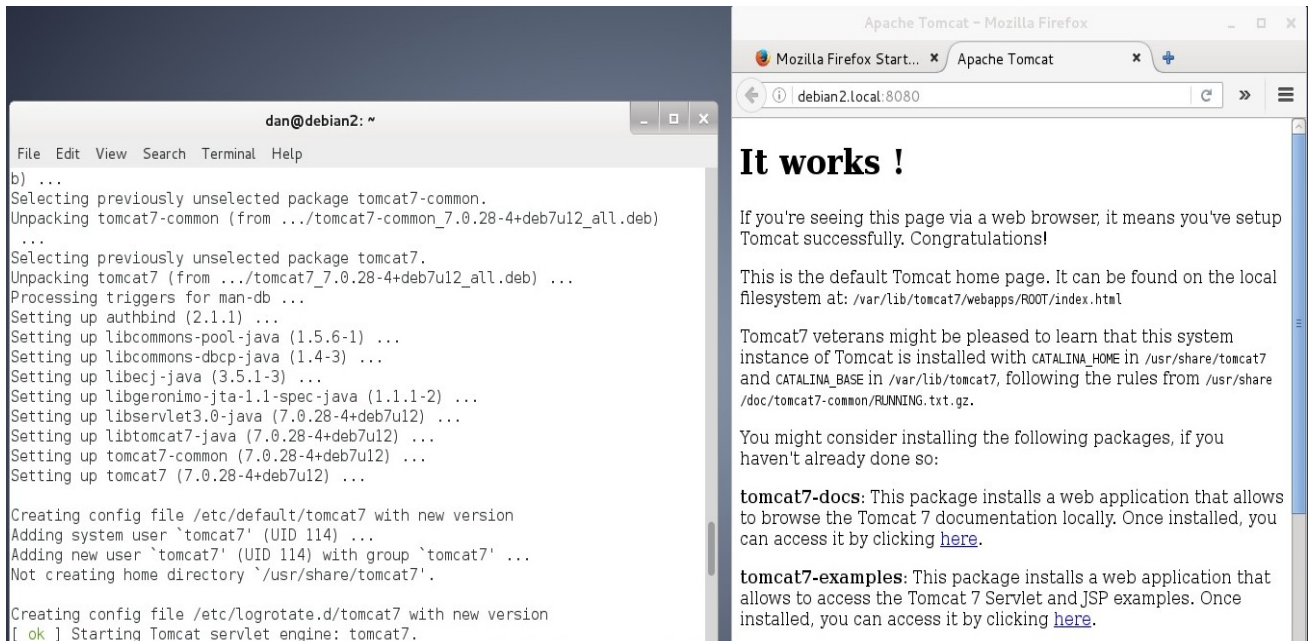 dan@debian2: ~
File Edit View Search Terminal Help
b) ...
Selecting previously unselected package tomcat7-common.
Unpacking tomcat7-common (from .../tomcat7-common_7.0.28-4+deb7u12_all.deb)
...
Selecting previously unselected package tomcat7.
Unpacking tomcat7 (from .../tomcat7_7.0.28-4+deb7u12_all.deb) ...
Processing triggers for man-db ...
Setting up authbind (2.1.1) ...
Setting up libcommons-pool-java (1.5.6-1) ...
Setting up libcommons-dbcp-java (1.4-3) ...
Setting up libecj-java (3.5.1-3) ...
Setting up libgeronimo-jta-1.1-spec-java (1.1.1-2) ...
Setting up libservlet3.0-java (7.0.28-4+deb7u12) ...
Setting up libtomcat7-java (7.0.28-4+deb7u12) ...
Setting up tomcat7-common (7.0.28-4+deb7u12) ...
Setting up tomcat7 (7.0.28-4+deb7u12) ...
Creating config file /etc/default/tomcat7 with new version
Adding system user `tomcat7' (UID 114) ...
Adding new user `tomcat7' (UID 114) with group `tomcat7' ...
Not creating home directory `/usr/share/tomcat7'.
Creating config file /etc/logrotate.d/tomcat7 with new version
[ ok ] Starting Tomcat servlet engine: tomcat7.
Apache Tomcat - Mozilla Firefox
Mozilla Firefox Start... Apache Tomcat
debian2.local:8080
It works !
If you're seeing this page via a web browser, it means you've setup
Tomcat successfully. Congratulations!
This is the default Tomcat home page. It can be found on the local
filesystem at: /var/lib/tomcat7/webapps/ROOT/index.html
Tomcat7 veterans might be pleased to learn that this system
instance of Tomcat is installed with CATALINA_HOME in /usr/share/tomcat7
and CATALINA_BASE in /var/lib/tomcat7, following the rules from /usr/share
/doc/tomcat7-common/RUNNING.txt.gz.
You might consider installing the following packages, if you
haven't already done so:
tomcat7-docs: This package installs a web application that allows
to browse the Tomcat 7 documentation locally. Once installed, you
can access it by clicking here.
tomcat7-examples: This package installs a web application that
allows to access the Tomcat 7 Servlet and JSP examples. Once
installed, you can access it by clicking here.